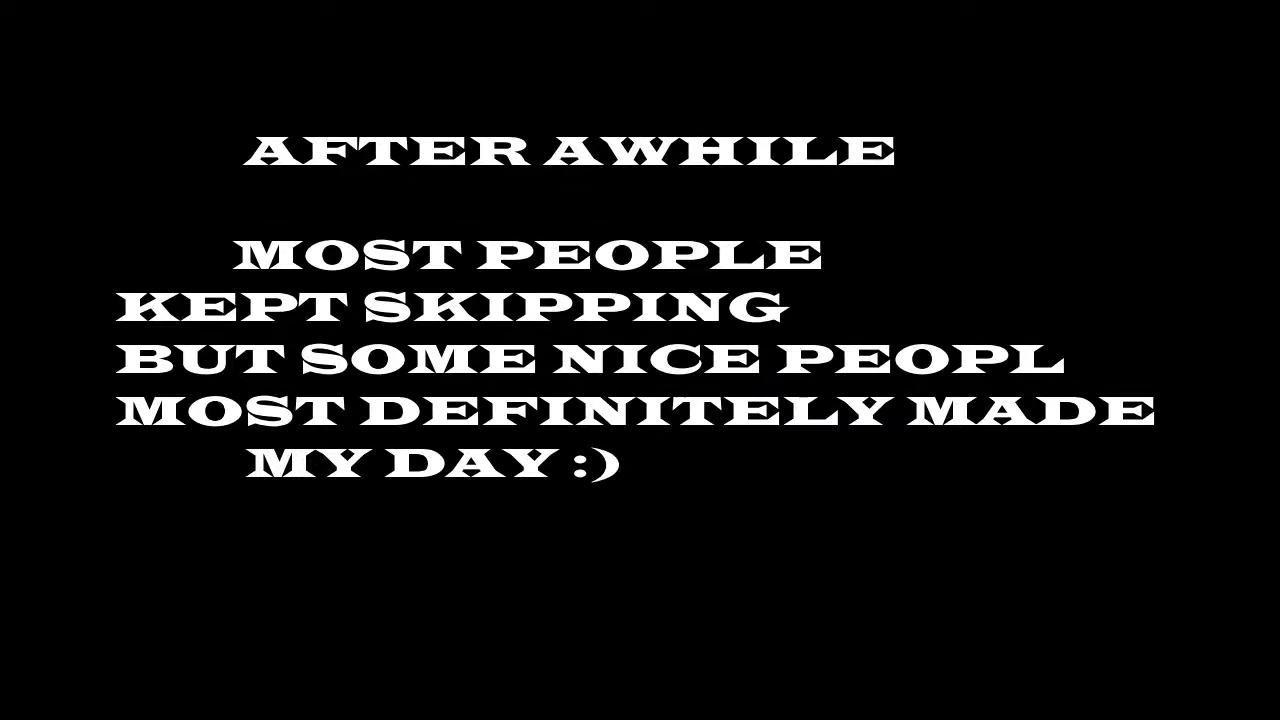 AFTER AWHILE
MOST PEOPLE
KEPT SKIPPING
BUT SOME NICE PEOPL
MOST DEFINITELY MADE
MY DAY :)